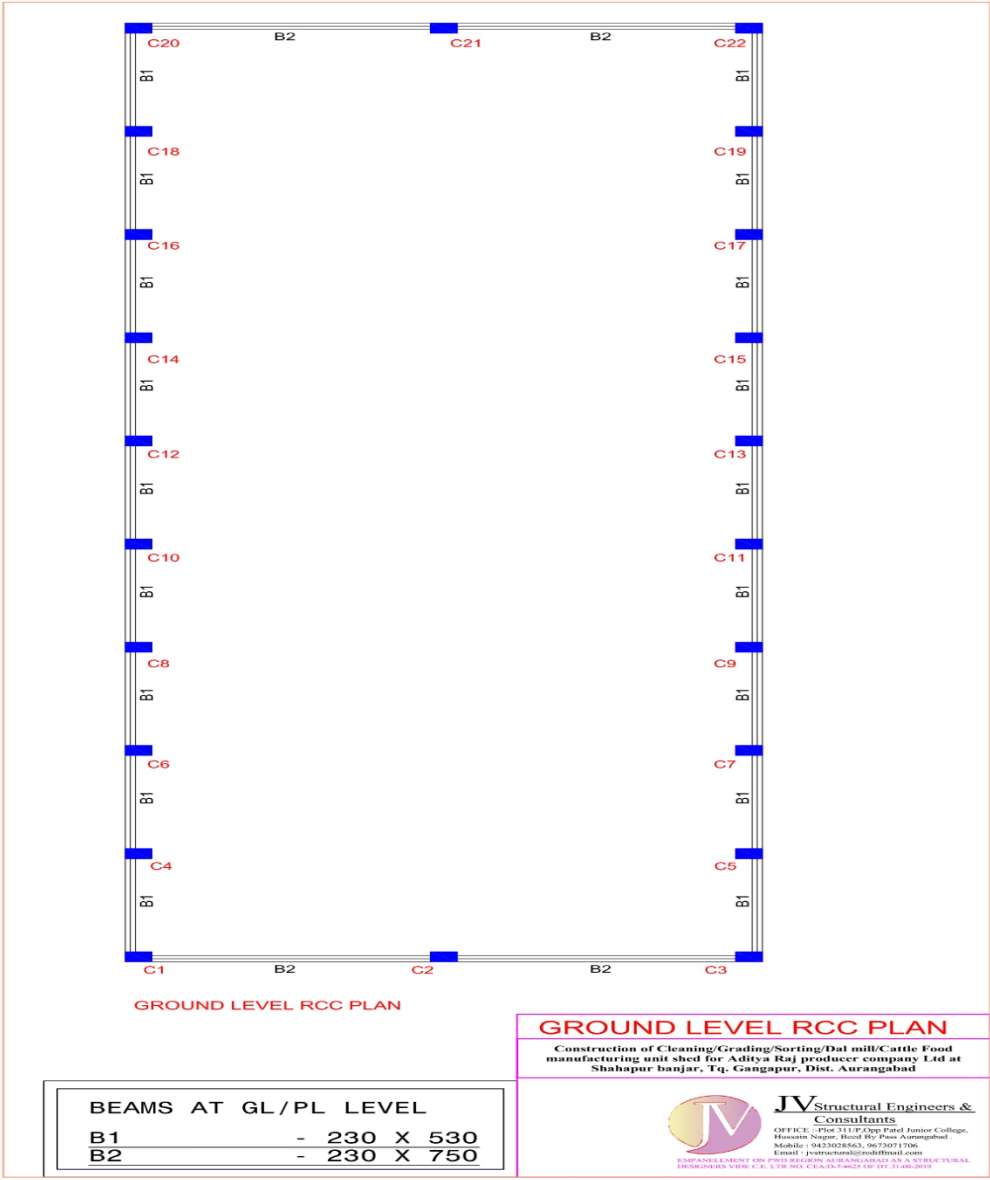 B2 B2
C20 C21 C22
B1 B1
C18 C19
B1 B1
C16 C17
B1 B1
C14 C15
B1 B1
C12 C13
B1 B1
C10 C11
B1 B1
C8 C9
B1 B1
C6 C7
B1 B1
C4 C5
B1 B1
C1 B2 C2 B2 C3
GROUND LEVEL RCC PLAN
GROUND LEVEL RCC PLAN
Construction of Cleaning/Grading/Sorting/Dal mill/Cattle Food
manufacturing unit shed for Aditya Raj producer company Ltd at
Shahapur banjar, Tq. Gangapur, Dist. Aurangabad
BEAMS AT GL/PL LEVEL
B1 - 230 X 530
B2 - 230 X 750
JV
JV Structural Engineers &
Consultants
OFFICE :-Plot 311/P,Opp Patel Junior College,
Hussain Nagar, Beed By Pass Aurangabad .
Mobile : 9423028563, 9673071706
Email : jvstructural@rediffmail.com
EMPANELLMENT ON PWD REGION AURANGABAD AS A STRUCTURAL
DESIGNERS VIDE C.E. LTR NO. CEA/D-7/4625 OF DT.31-08-2019